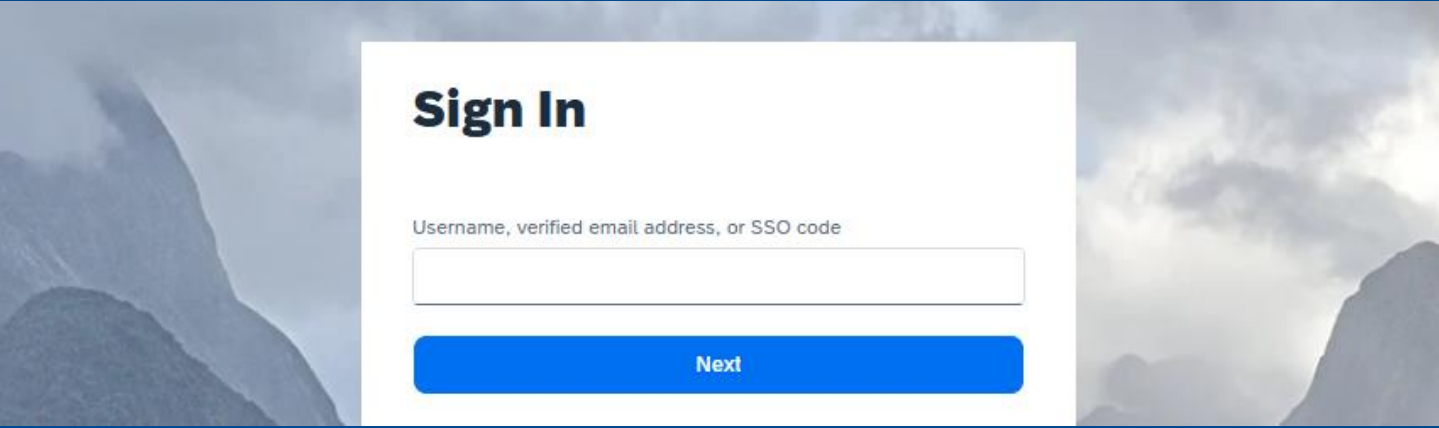 Sign In
Username, verified email address, or SSO code
Next